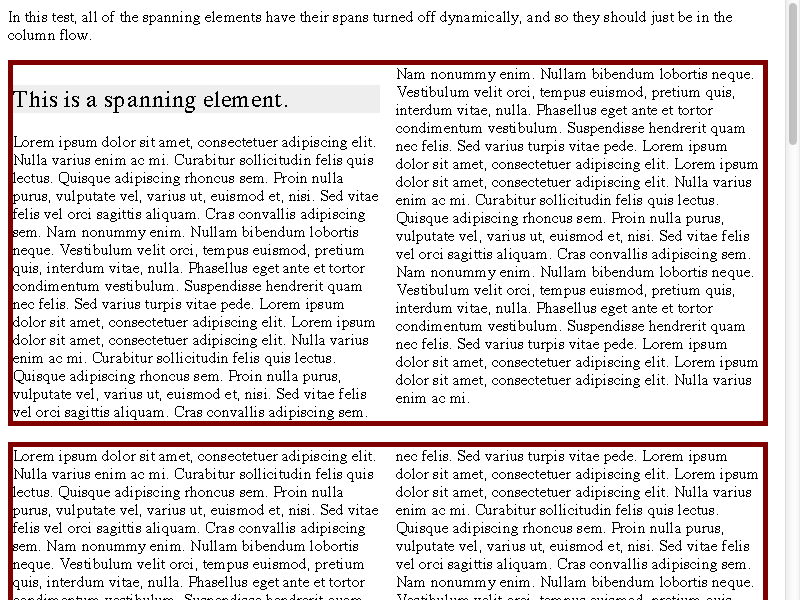 In this test, all of the spanning elements have their spans turned off dynamically, and so they should just be in the
column flow.
This is a spanning element.
Lorem ipsum dolor sit amet, consectetuer adipiscing elit.
Nulla varius enim ac mi. Curabitur sollicitudin felis quis
lectus. Quisque adipiscing rhoncus sem. Proin nulla
purus, vulputate vel, varius ut, euismod et, nisi. Sed vitae
felis vel orci sagittis aliquam. Cras convallis adipiscing
sem. Nam nonummy enim. Nullam bibendum lobortis
neque. Vestibulum velit orci, tempus euismod, pretium
quis, interdum vitae, nulla. Phasellus eget ante et tortor
condimentum vestibulum. Suspendisse hendrerit quam
nec felis. Sed varius turpis vitae pede. Lorem ipsum
dolor sit amet, consectetuer adipiscing elit. Lorem ipsum
dolor sit amet, consectetuer adipiscing elit. Nulla varius
enim ac mi. Curabitur sollicitudin felis quis lectus.
Quisque adipiscing rhoncus sem. Proin nulla purus,
vulputate vel, varius ut, euismod et, nisi. Sed vitae felis
vel orci sagittis aliquam. Cras convallis adipiscing sem.
Nam nonummy enim. Nullam bibendum lobortis neque.
Vestibulum velit orci, tempus euismod, pretium quis,
interdum vitae, nulla. Phasellus eget ante et tortor
condimentum vestibulum. Suspendisse hendrerit quam
nec felis. Sed varius turpis vitae pede. Lorem ipsum
dolor sit amet, consectetuer adipiscing elit. Lorem ipsum
dolor sit amet, consectetuer adipiscing elit. Nulla varius
enim ac mi. Curabitur sollicitudin felis quis lectus.
Quisque adipiscing rhoncus sem. Proin nulla purus,
vulputate vel, varius ut, euismod et, nisi. Sed vitae felis
vel orci sagittis aliquam. Cras convallis adipiscing sem.
Nam nonummy enim. Nullam bibendum lobortis neque.
Vestibulum velit orci, tempus euismod, pretium quis,
interdum vitae, nulla. Phasellus eget ante et tortor
condimentum vestibulum. Suspendisse hendrerit quam
nec felis. Sed varius turpis vitae pede. Lorem ipsum
dolor sit amet, consectetuer adipiscing elit. Lorem ipsum
dolor sit amet, consectetuer adipiscing elit. Nulla varius
enim ac mi.
Lorem ipsum dolor sit amet, consectetuer adipiscing elit.
Nulla varius enim ac mi. Curabitur sollicitudin felis quis
lectus. Quisque adipiscing rhoncus sem. Proin nulla
purus, vulputate vel, varius ut, euismod et, nisi. Sed vitae
felis vel orci sagittis aliquam. Cras convallis adipiscing
sem. Nam nonummy enim. Nullam bibendum lobortis
neque. Vestibulum velit orci, tempus euismod, pretium
quis, interdum vitae, nulla. Phasellus eget ante et tortor
condimentum vestibulum. Suspendisse hendrerit quam
nec felis. Sed varius turpis vitae pede. Lorem ipsum
dolor sit amet, consectetuer adipiscing elit. Lorem ipsum
dolor sit amet, consectetuer adipiscing elit. Nulla varius
enim ac mi. Curabitur sollicitudin felis quis lectus.
Quisque adipiscing rhoncus sem. Proin nulla purus,
vulputate vel, varius ut, euismod et, nisi. Sed vitae felis
vel orci sagittis aliquam. Cras convallis adipiscing sem.
Nam nonummy enim. Nullam bibendum lobortis neque.
Vestibulum velit orci, tempus euismod, pretium quis,